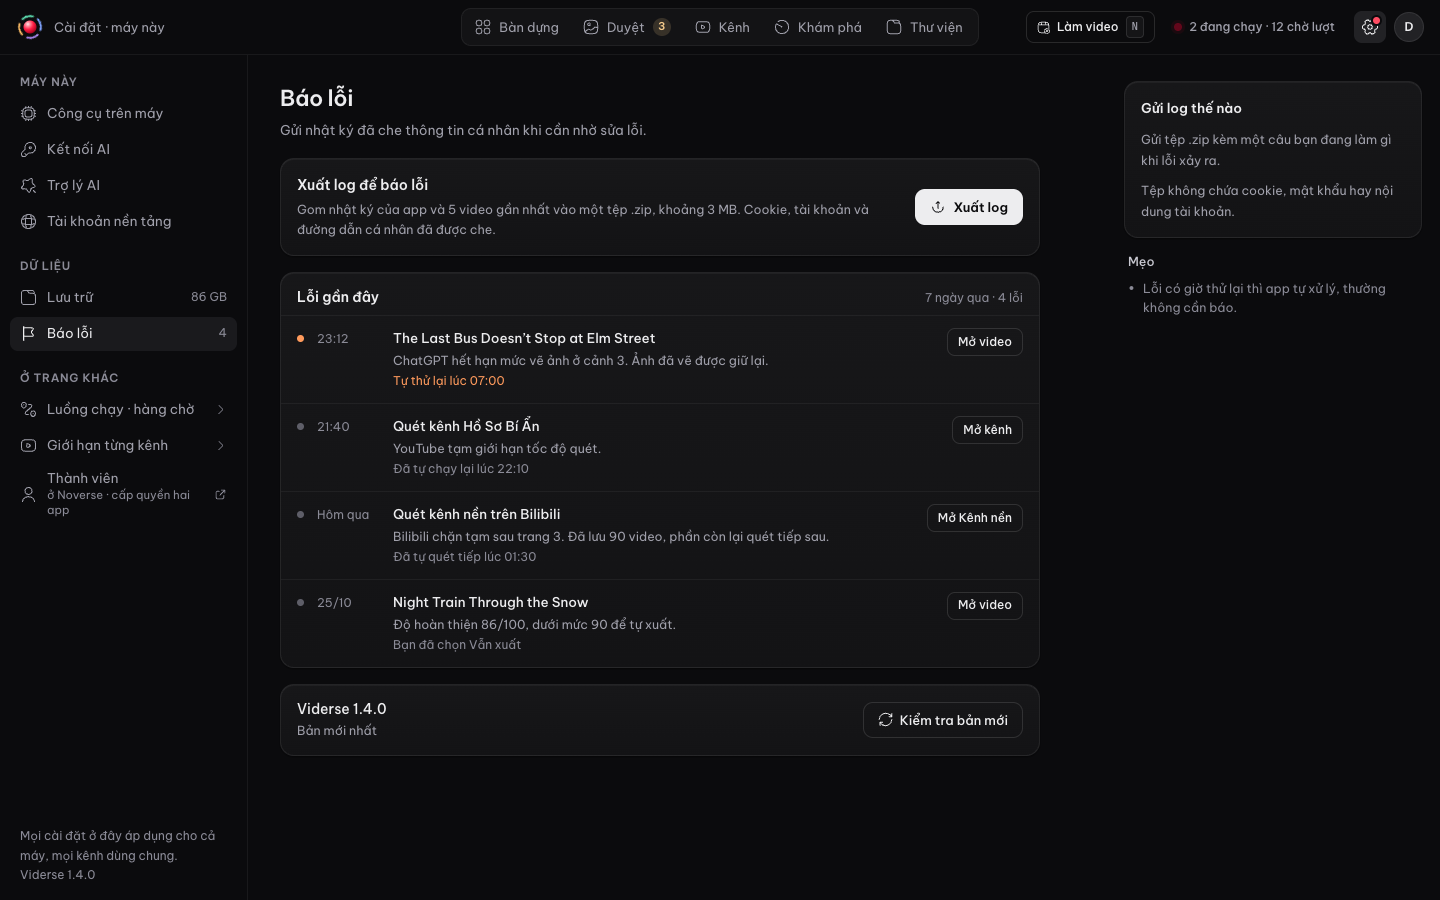 Cài đặt · máy này
Bàn dựng
Duyệt 3
Kênh
Khám phá
Thư viện
Làm video N
2 đang chạy · 12 chờ lượt
D
MÁY NÀY
Công cụ trên máy
Kết nối AI
Trợ lý AI
Tài khoản nền tảng
DỮ LIỆU
Lưu trữ 86 GB
Báo lỗi 4
Ở TRANG KHÁC
Luồng chạy · hàng chờ
Giới hạn từng kênh
Thành viên
ở Noverse · cấp quyền hai
app
Mọi cài đặt ở đây áp dụng cho cả
máy, mọi kênh dùng chung.
Viderse 1.4.0
Báo lỗi
Gửi nhật ký đã che thông tin cá nhân khi cần nhờ sửa lỗi.
Xuất log để báo lỗi
Gom nhật ký của app và 5 video gần nhất vào một tệp .zip, khoảng 3 MB. Cookie, tài khoản và
đường dẫn cá nhân đã được che.
Xuất log
Lỗi gần đây
7 ngày qua · 4 lỗi
23:12
The Last Bus Doesn’t Stop at Elm Street
ChatGPT hết hạn mức vẽ ảnh ở cảnh 3. Ảnh đã vẽ được giữ lại.
Tự thử lại lúc 07:00
Mở video
21:40
Quét kênh Hồ Sơ Bí Ẩn
YouTube tạm giới hạn tốc độ quét.
Đã tự chạy lại lúc 22:10
Mở kênh
Hôm qua
Quét kênh nền trên Bilibili
Bilibili chặn tạm sau trang 3. Đã lưu 90 video, phần còn lại quét tiếp sau.
Đã tự quét tiếp lúc 01:30
Mở Kênh nền
25/10
Night Train Through the Snow
Độ hoàn thiện 86/100, dưới mức 90 để tự xuất.
Bạn đã chọn Vẫn xuất
Mở video
Viderse 1.4.0
Bản mới nhất
Kiểm tra bản mới
Gửi log thế nào
Gửi tệp .zip kèm một câu bạn đang làm gì
khi lỗi xảy ra.
Tệp không chứa cookie, mật khẩu hay nội
dung tài khoản.
Mẹo
• Lỗi có giờ thử lại thì app tự xử lý, thường
không cần báo.